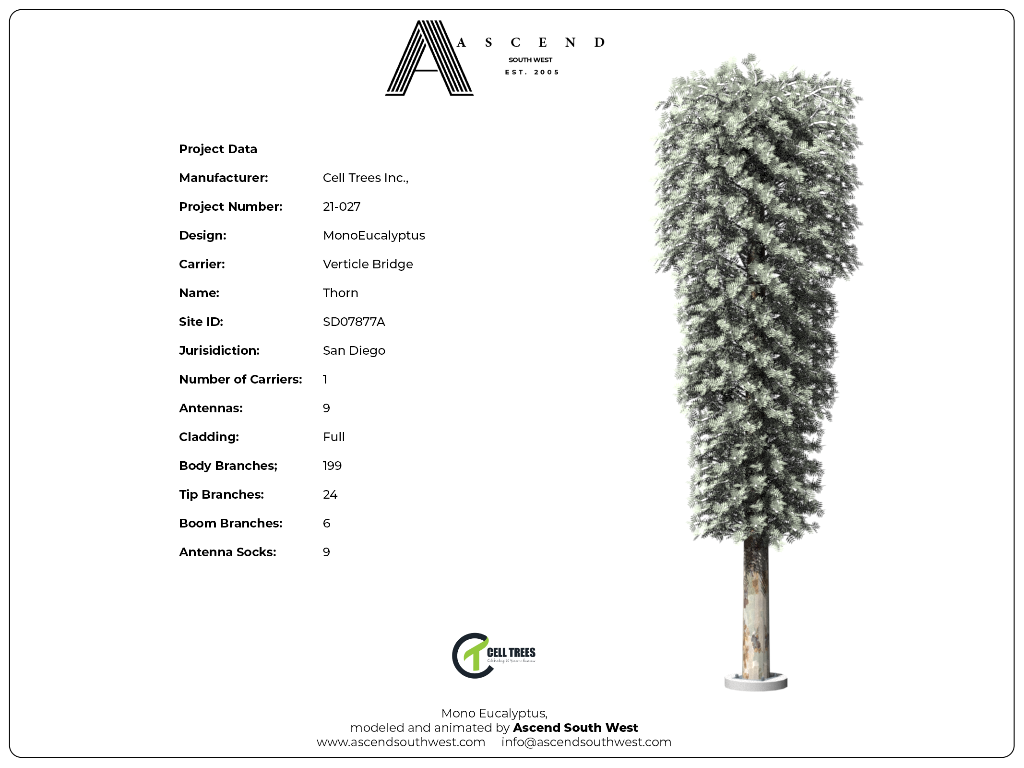 A S C E N D
SOUTH WEST
EST. 2005
Project Data
Manufacturer: Cell Trees Inc.,
Project Number: 21-027
Design: MonoEucalyptus
Carrier: Verticle Bridge
Name: Thorn
Site ID: SD07877A
Jurisidiction: San Diego
Number of Carriers: 1
Antennas: 9
Cladding: Full
Body Branches; 199
Tip Branches: 24
Boom Branches: 6
Antenna Socks: 9
CELL TREES
Mono Eucalyptus,
modeled and animated by Ascend South West
www.ascendsouthwest.com info@ascendsouthwest.com